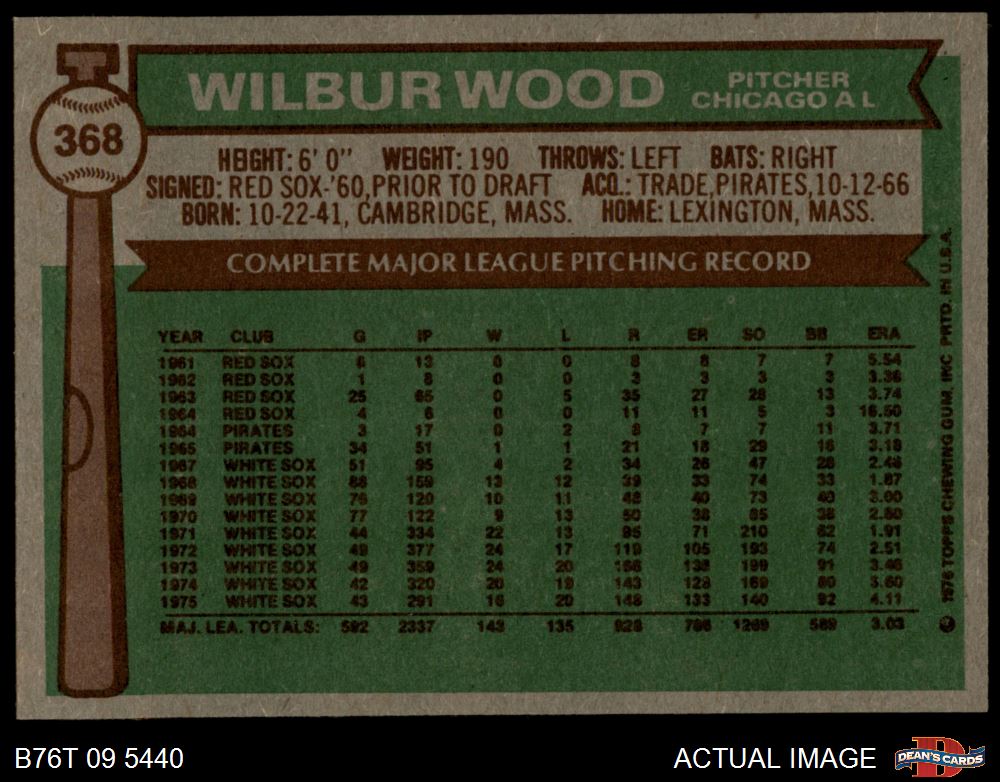 WILBUR WOOD
PITCHER
CHICAGO A L
368
HEIGHT: 6' 0" WEIGHT: 190 THROWS: LEFT BATS: RIGHT
SIGNED: RED SOX-'60, PRIOR TO DRAFT ACQ.: TRADE, PIRATES, 10-12-66
BORN: 10-22-41, CAMBRIDGE, MASS. HOME: LEXINGTON, MASS.
COMPLETE MAJOR LEAGUE PITCHING RECORD
YEAR CLUB G IP W L R ER SO BB ERA
1961 RED SOX 6 13 0 0 8 8 7 7 5.54
1962 RED SOX 1 8 0 0 3 3 3 3 3.38
1963 RED SOX 25 65 0 5 35 27 28 13 3.74
1964 RED SOX 4 6 0 0 11 11 5 3 16.50
1964 PIRATES 3 17 0 2 8 7 7 11 3.71
1965 PIRATES 34 51 1 1 21 18 29 16 3.18
1967 WHITE SOX 51 95 4 2 34 26 47 28 2.46
1968 WHITE SOX 88 159 13 12 39 33 74 33 1.87
1969 WHITE SOX 76 120 10 11 48 40 73 40 3.00
1970 WHITE SOX 77 122 9 13 50 38 85 36 2.80
1971 WHITE SOX 44 334 22 13 95 71 210 62 1.91
1972 WHITE SOX 49 377 24 17 119 105 193 74 2.51
1973 WHITE SOX 49 359 24 20 166 138 199 91 3.46
1974 WHITE SOX 42 320 20 19 143 128 169 80 3.60
1975 WHITE SOX 43 291 16 20 148 133 140 92 4.11
MAJ. LEA. TOTALS: 592 2337 143 135 928 786 1269 589 3.03
1976 TOPPS CHEWING GUM, INC PRTD. IN U.S.A.
B76T 09 5440
ACTUAL IMAGE
DEAN'S CARDS